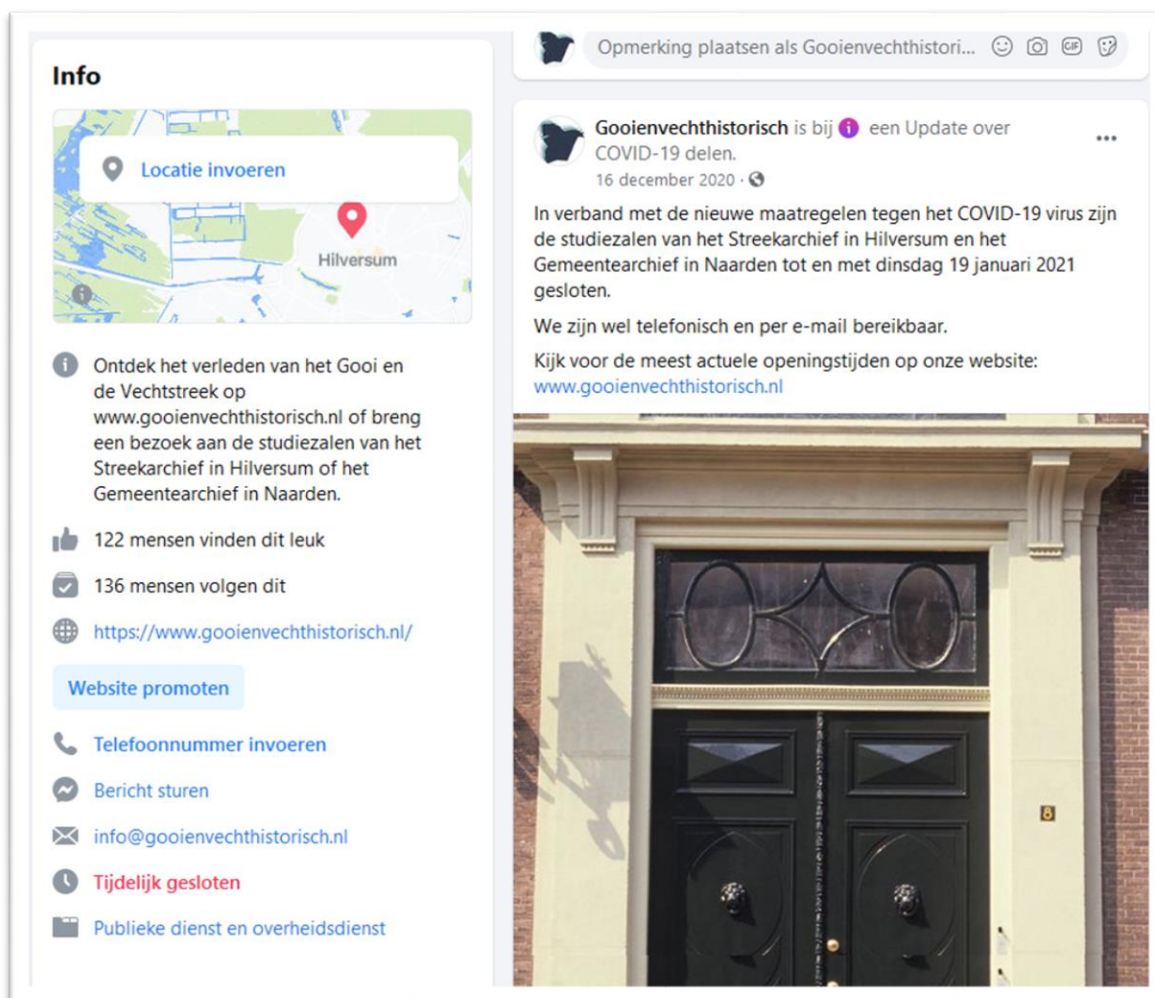 Info
Locatie invoeren
Hilversum
Ontdek het verleden van het Gooi en
de Vechtstreek op
www.gooienvechthistorisch.nl of breng
een bezoek aan de studiezalen van het
Streekarchief in Hilversum of het
Gemeentearchief in Naarden.
122 mensen vinden dit leuk
136 mensen volgen dit
https://www.gooienvechthistorisch.nl/
Website promoten
Telefoonnummer invoeren
Bericht sturen
info@gooienvechthistorisch.nl
Tijdelijk gesloten
Publieke dienst en overheidsdienst
Opmerking plaatsen als Gooienvechthistori...
GIF
Gooienvechthistorisch is bij een Update over
COVID-19 delen.
16 december 2020 ·
In verband met de nieuwe maatregelen tegen het COVID-19 virus zijn
de studiezalen van het Streekarchief in Hilversum en het
Gemeentearchief in Naarden tot en met dinsdag 19 januari 2021
gesloten.
We zijn wel telefonisch en per e-mail bereikbaar.
Kijk voor de meest actuele openingstijden op onze website:
www.gooienvechthistorisch.nl
8